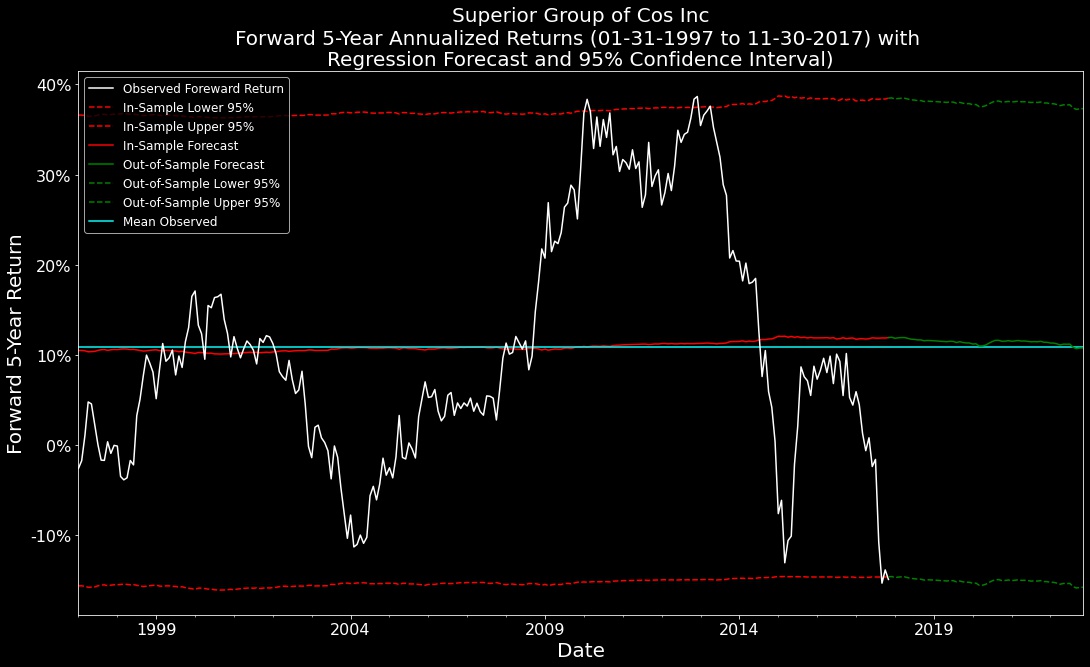 Superior Group of Cos Inc
Forward 5-Year Annualized Returns (01-31-1997 to 11-30-2017) with
Regression Forecast and 95% Confidence Interval)
40%
30%
20%
10%
0%
-10%
Forward 5-Year Return
Observed Foreward Return
In-Sample Lower 95%
In-Sample Upper 95%
In-Sample Forecast
Out-of-Sample Forecast
Out-of-Sample Lower 95%
Out-of-Sample Upper 95%
Mean Observed
1999
2004
2009
2014
2019
Date